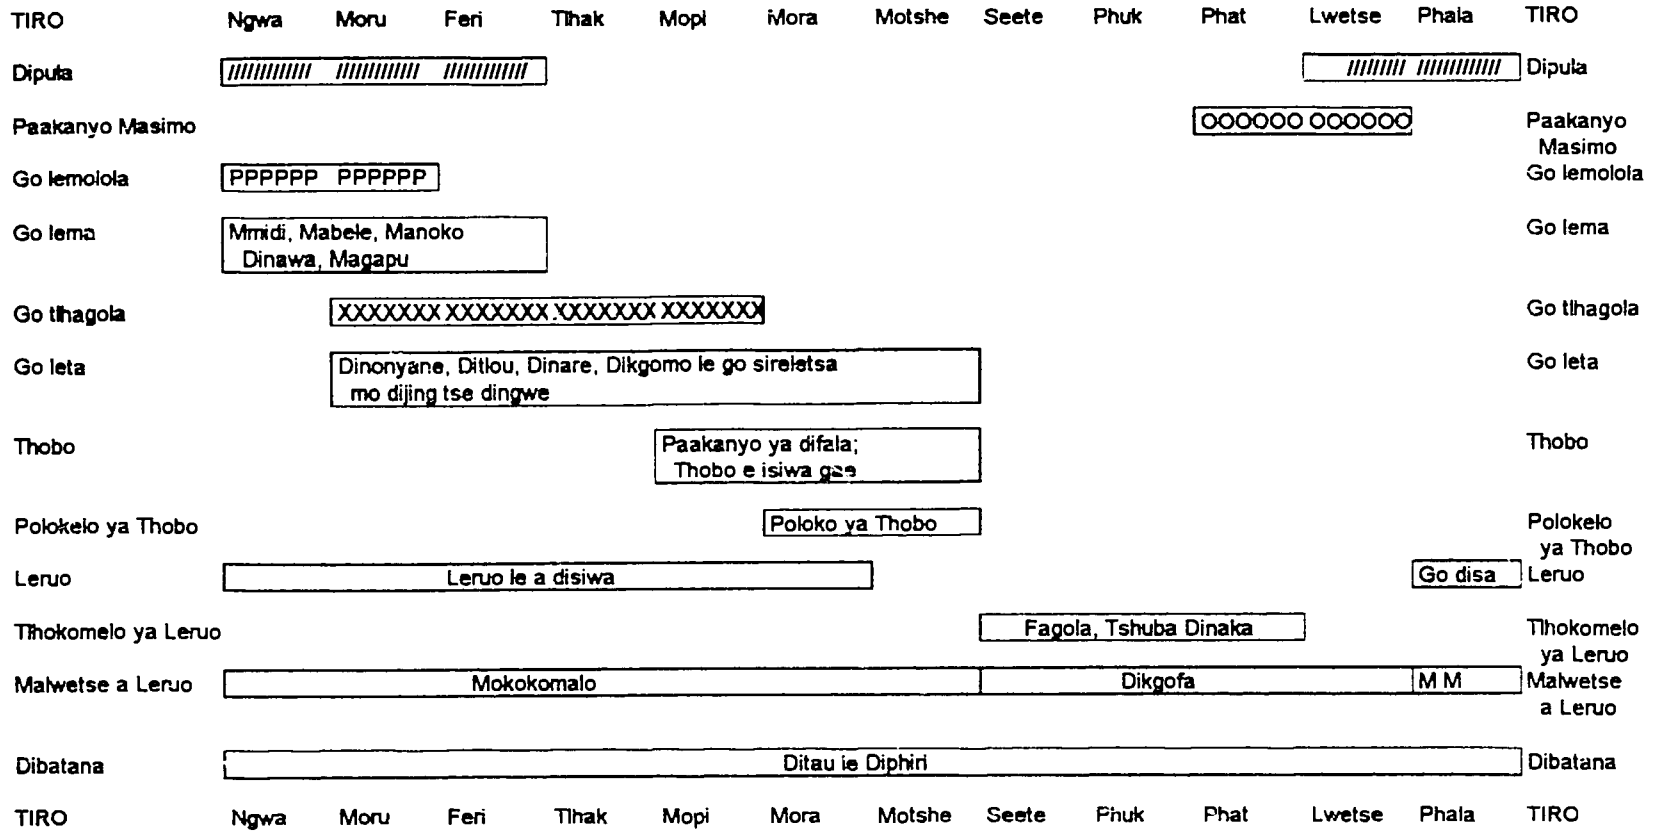 TIRO Ngwa Moru Feri Tlhak Mopi Mora Motshe Seete Phuk Phat Lwetse Phala TIRO
Dipula ///////////// ///////////// ///////////// ///////// ///////////// Dipula
Paakanyo Masimo OOOOOO OOOOOO Paakanyo
Masimo
Go lemolola PPPPPP PPPPPP Go lemolola
Go lema Mmidi, Mabele, Manoko Go lema
Dinawa, Magapu
Go tlhagola XXXXXXX XXXXXXX XXXXXXX XXXXXXX Go tlhagola
Go leta Dinonyane, Ditlou, Dinare, Dikgomo le go sireletsa Go leta
mo dijing tse dingwe
Thobo Paakanyo ya difala; Thobo
Thobo e isiwa gae
Polokelo ya Thobo Poloko ya Thobo Polokelo
ya Thobo
Leruo Leruo le a disiwa Go disa Leruo
Tlhokomelo ya Leruo Fagola, Tshuba Dinaka Tlhokomelo
ya Leruo
Malwetse a Leruo Mokokomalo Dikgofa M M Malwetse
a Leruo
Dibatana Ditau le Diphiri Dibatana
TIRO Ngwa Moru Feri Tlhak Mopi Mora Motshe Seete Phuk Phat Lwetse Phala TIRO